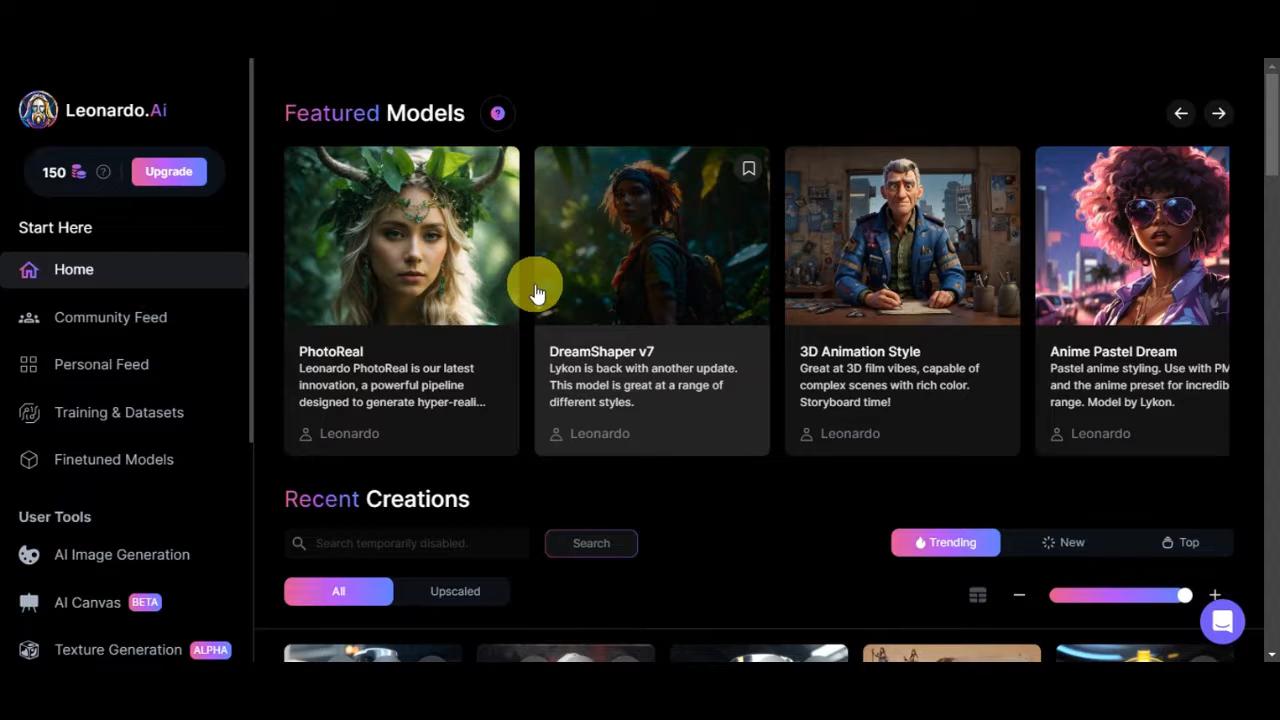 Leonardo.Ai
150
?
Upgrade
Start Here
Home
Community Feed
Personal Feed
Training & Datasets
Finetuned Models
User Tools
AI Image Generation
AI Canvas BETA
Texture Generation ALPHA
Featured Models ?
PhotoReal
Leonardo PhotoReal is our latest
innovation, a powerful pipeline
designed to generate hyper-reali...
Leonardo
DreamShaper v7
Lykon is back with another update.
This model is great at a range of
different styles.
Leonardo
3D Animation Style
Great at 3D film vibes, capable of
complex scenes with rich color.
Storyboard time!
Leonardo
Anime Pastel Dream
Pastel anime styling. Use with PM
and the anime preset for incredib
range. Model by Lykon.
Leonardo
Recent Creations
Search temporarily disabled.
Search
Trending
New
Top
All
Upscaled